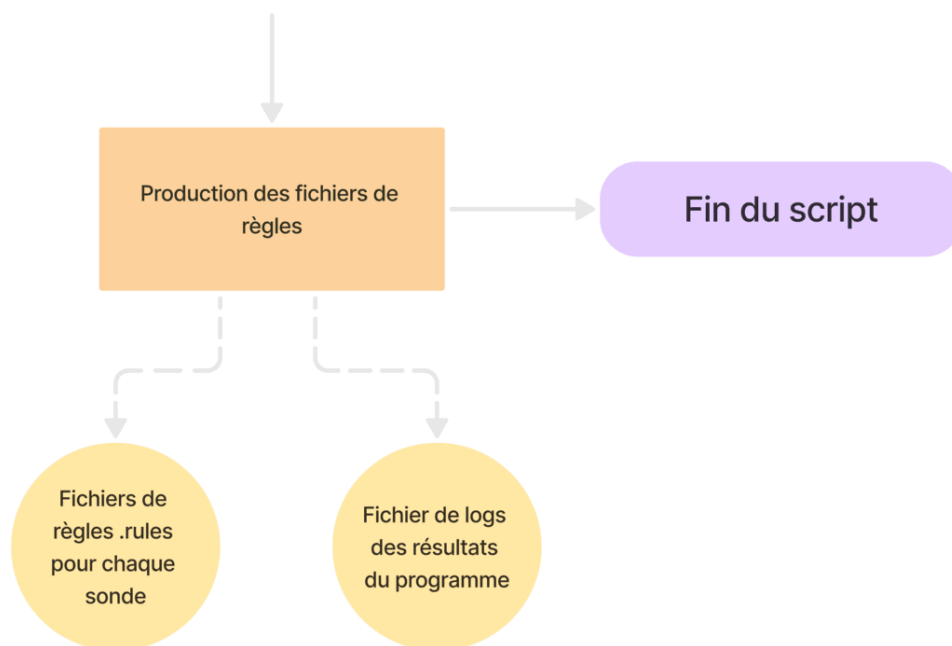 Production des fichiers de
règles
Fin du script
Fichiers de
règles .rules
pour chaque
sonde
Fichier de logs
des résultats
du programme